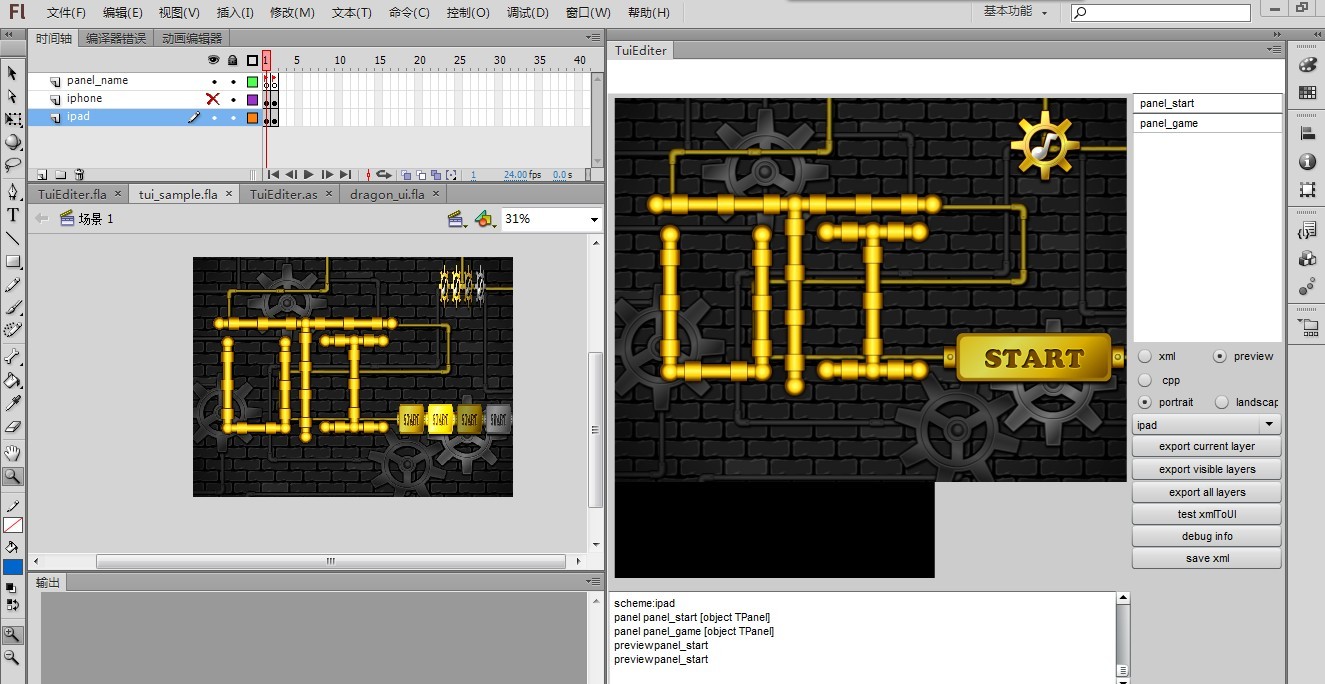 Fl 文件(F) 编辑(E) 视图(V) 插入(I) 修改(M) 文本(T) 命令(C) 控制(O) 调试(D) 窗口(W) 帮助(H) 基本功能
时间轴 编译器错误 动画编辑器
1 5 10 15 20 25 30 35 40
panel_name
iphone
ipad
1 24.00 fps 0.0 s
TuiEditer.fla × tui_sample.fla × TuiEditer.as × dragon_ui.fla ×
场景 1 31%
START START START START
输出
TuiEditer
UIT
START
panel_start
panel_game
xml preview
cpp
portrait landscap
ipad
export current layer
export visible layers
export all layers
test xmlToUI
debug info
save xml
scheme:ipad
panel panel_start [object TPanel]
panel panel_game [object TPanel]
previewpanel_start
previewpanel_start